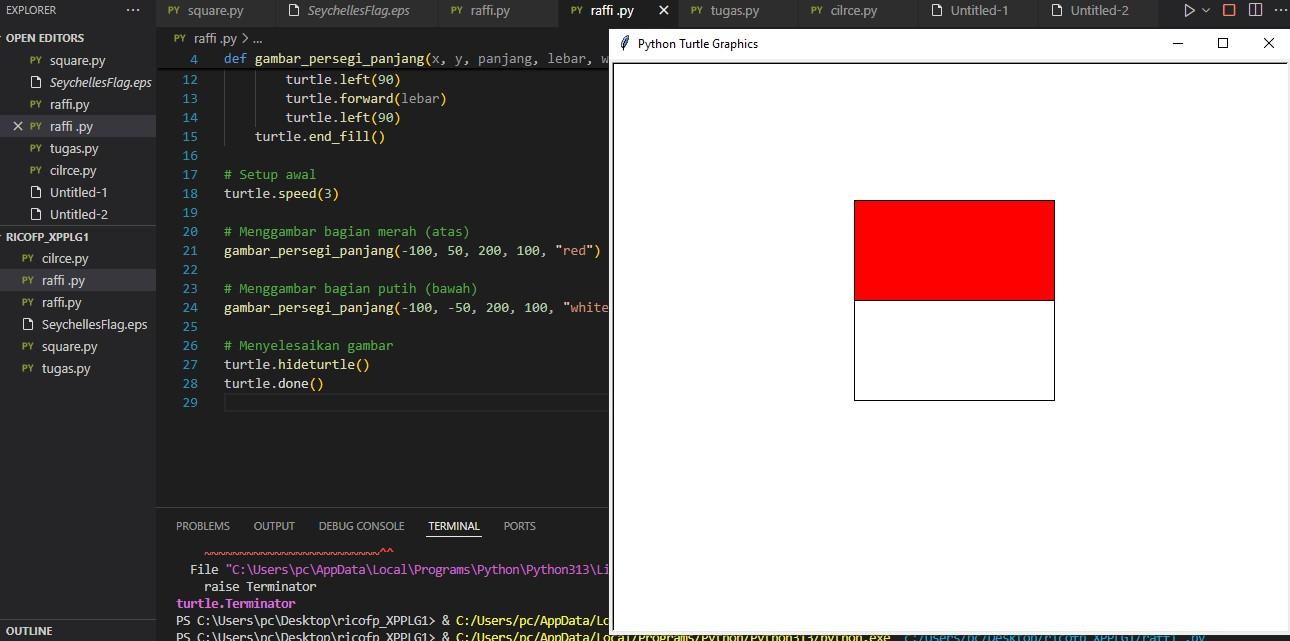 EXPLORER ···
OPEN EDITORS
PY square.py
SeychellesFlag.eps
PY raffi.py
PY raffi .py
PY tugas.py
PY cilrce.py
Untitled-1
Untitled-2
RICOFP_XPPLG1
PY cilrce.py
PY raffi .py
PY raffi.py
SeychellesFlag.eps
PY square.py
PY tugas.py
OUTLINE
PY square.py SeychellesFlag.eps PY raffi.py PY raffi .py PY tugas.py PY cilrce.py Untitled-1 Untitled-2
PY raffi .py > ...
4 def gambar_persegi_panjang(x, y, panjang, lebar, w
12 turtle.left(90)
13 turtle.forward(lebar)
14 turtle.left(90)
15 turtle.end_fill()
16
17 # Setup awal
18 turtle.speed(3)
19
20 # Menggambar bagian merah (atas)
21 gambar_persegi_panjang(-100, 50, 200, 100, "red")
22
23 # Menggambar bagian putih (bawah)
24 gambar_persegi_panjang(-100, -50, 200, 100, "white
25
26 # Menyelesaikan gambar
27 turtle.hideturtle()
28 turtle.done()
29
PROBLEMS OUTPUT DEBUG CONSOLE TERMINAL PORTS
~~~~~~~~~~~~~~~~~~~~~~~~~^^
File "C:\Users\pc\AppData\Local\Programs\Python\Python313\Li
raise Terminator
turtle.Terminator
PS C:\Users\pc\Desktop\ricofp_XPPLG1> & C:/Users/pc/AppData/Lo
PS C:\Users\pc\Desktop\ricofp_XPPLG1> & C:/Users/pc/AppData/Local/Programs/Python/Python313/python.exe c:/Users/pc/Desktop/ricofp_XPPLG1/raffi .py
Python Turtle Graphics